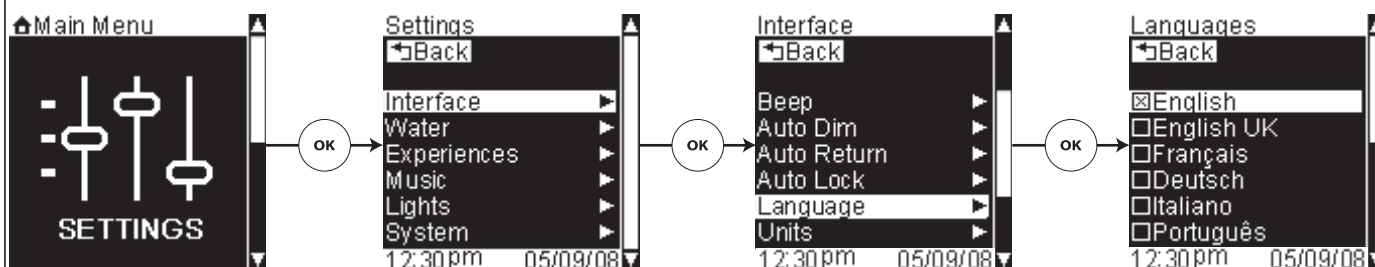 Main Menu
SETTINGS
OK
Settings
Back
Interface
Water
Experiences
Music
Lights
System
12:30pm 05/09/08
OK
Interface
Back
Beep
Auto Dim
Auto Return
Auto Lock
Language
Units
12:30pm 05/09/08
OK
Languages
Back
English
English UK
Français
Deutsch
Italiano
Português
12:30pm 05/09/08